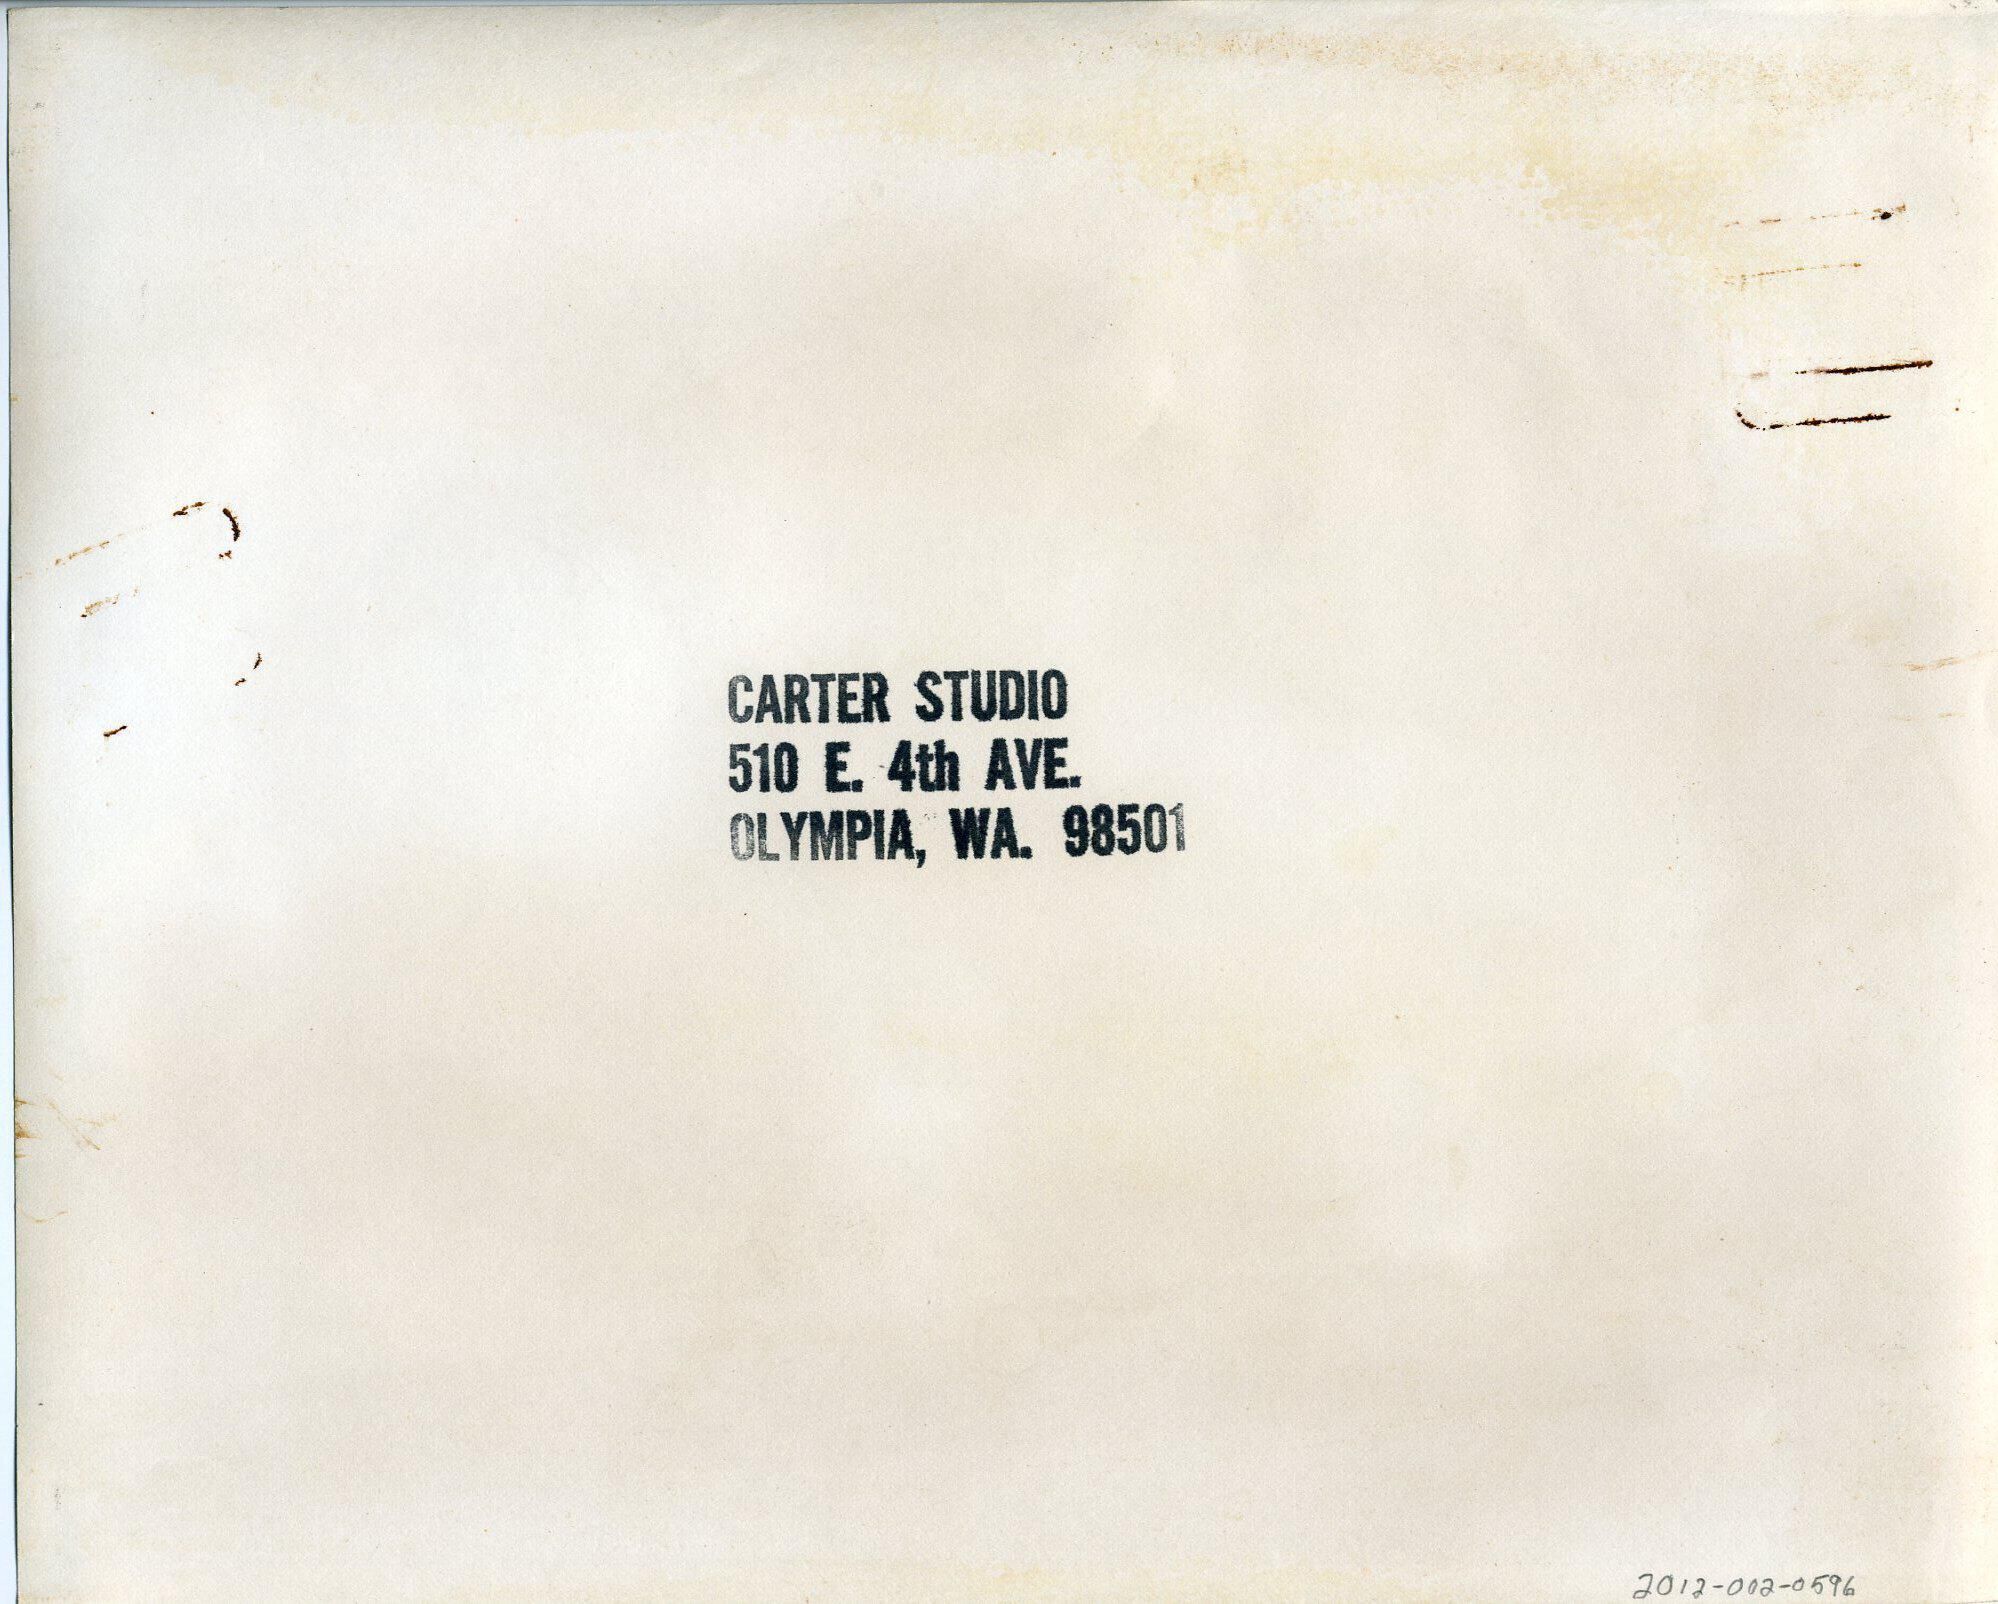 CARTER STUDIO
510 E. 4th AVE.
OLYMPIA, WA. 98501
2012-002-0596